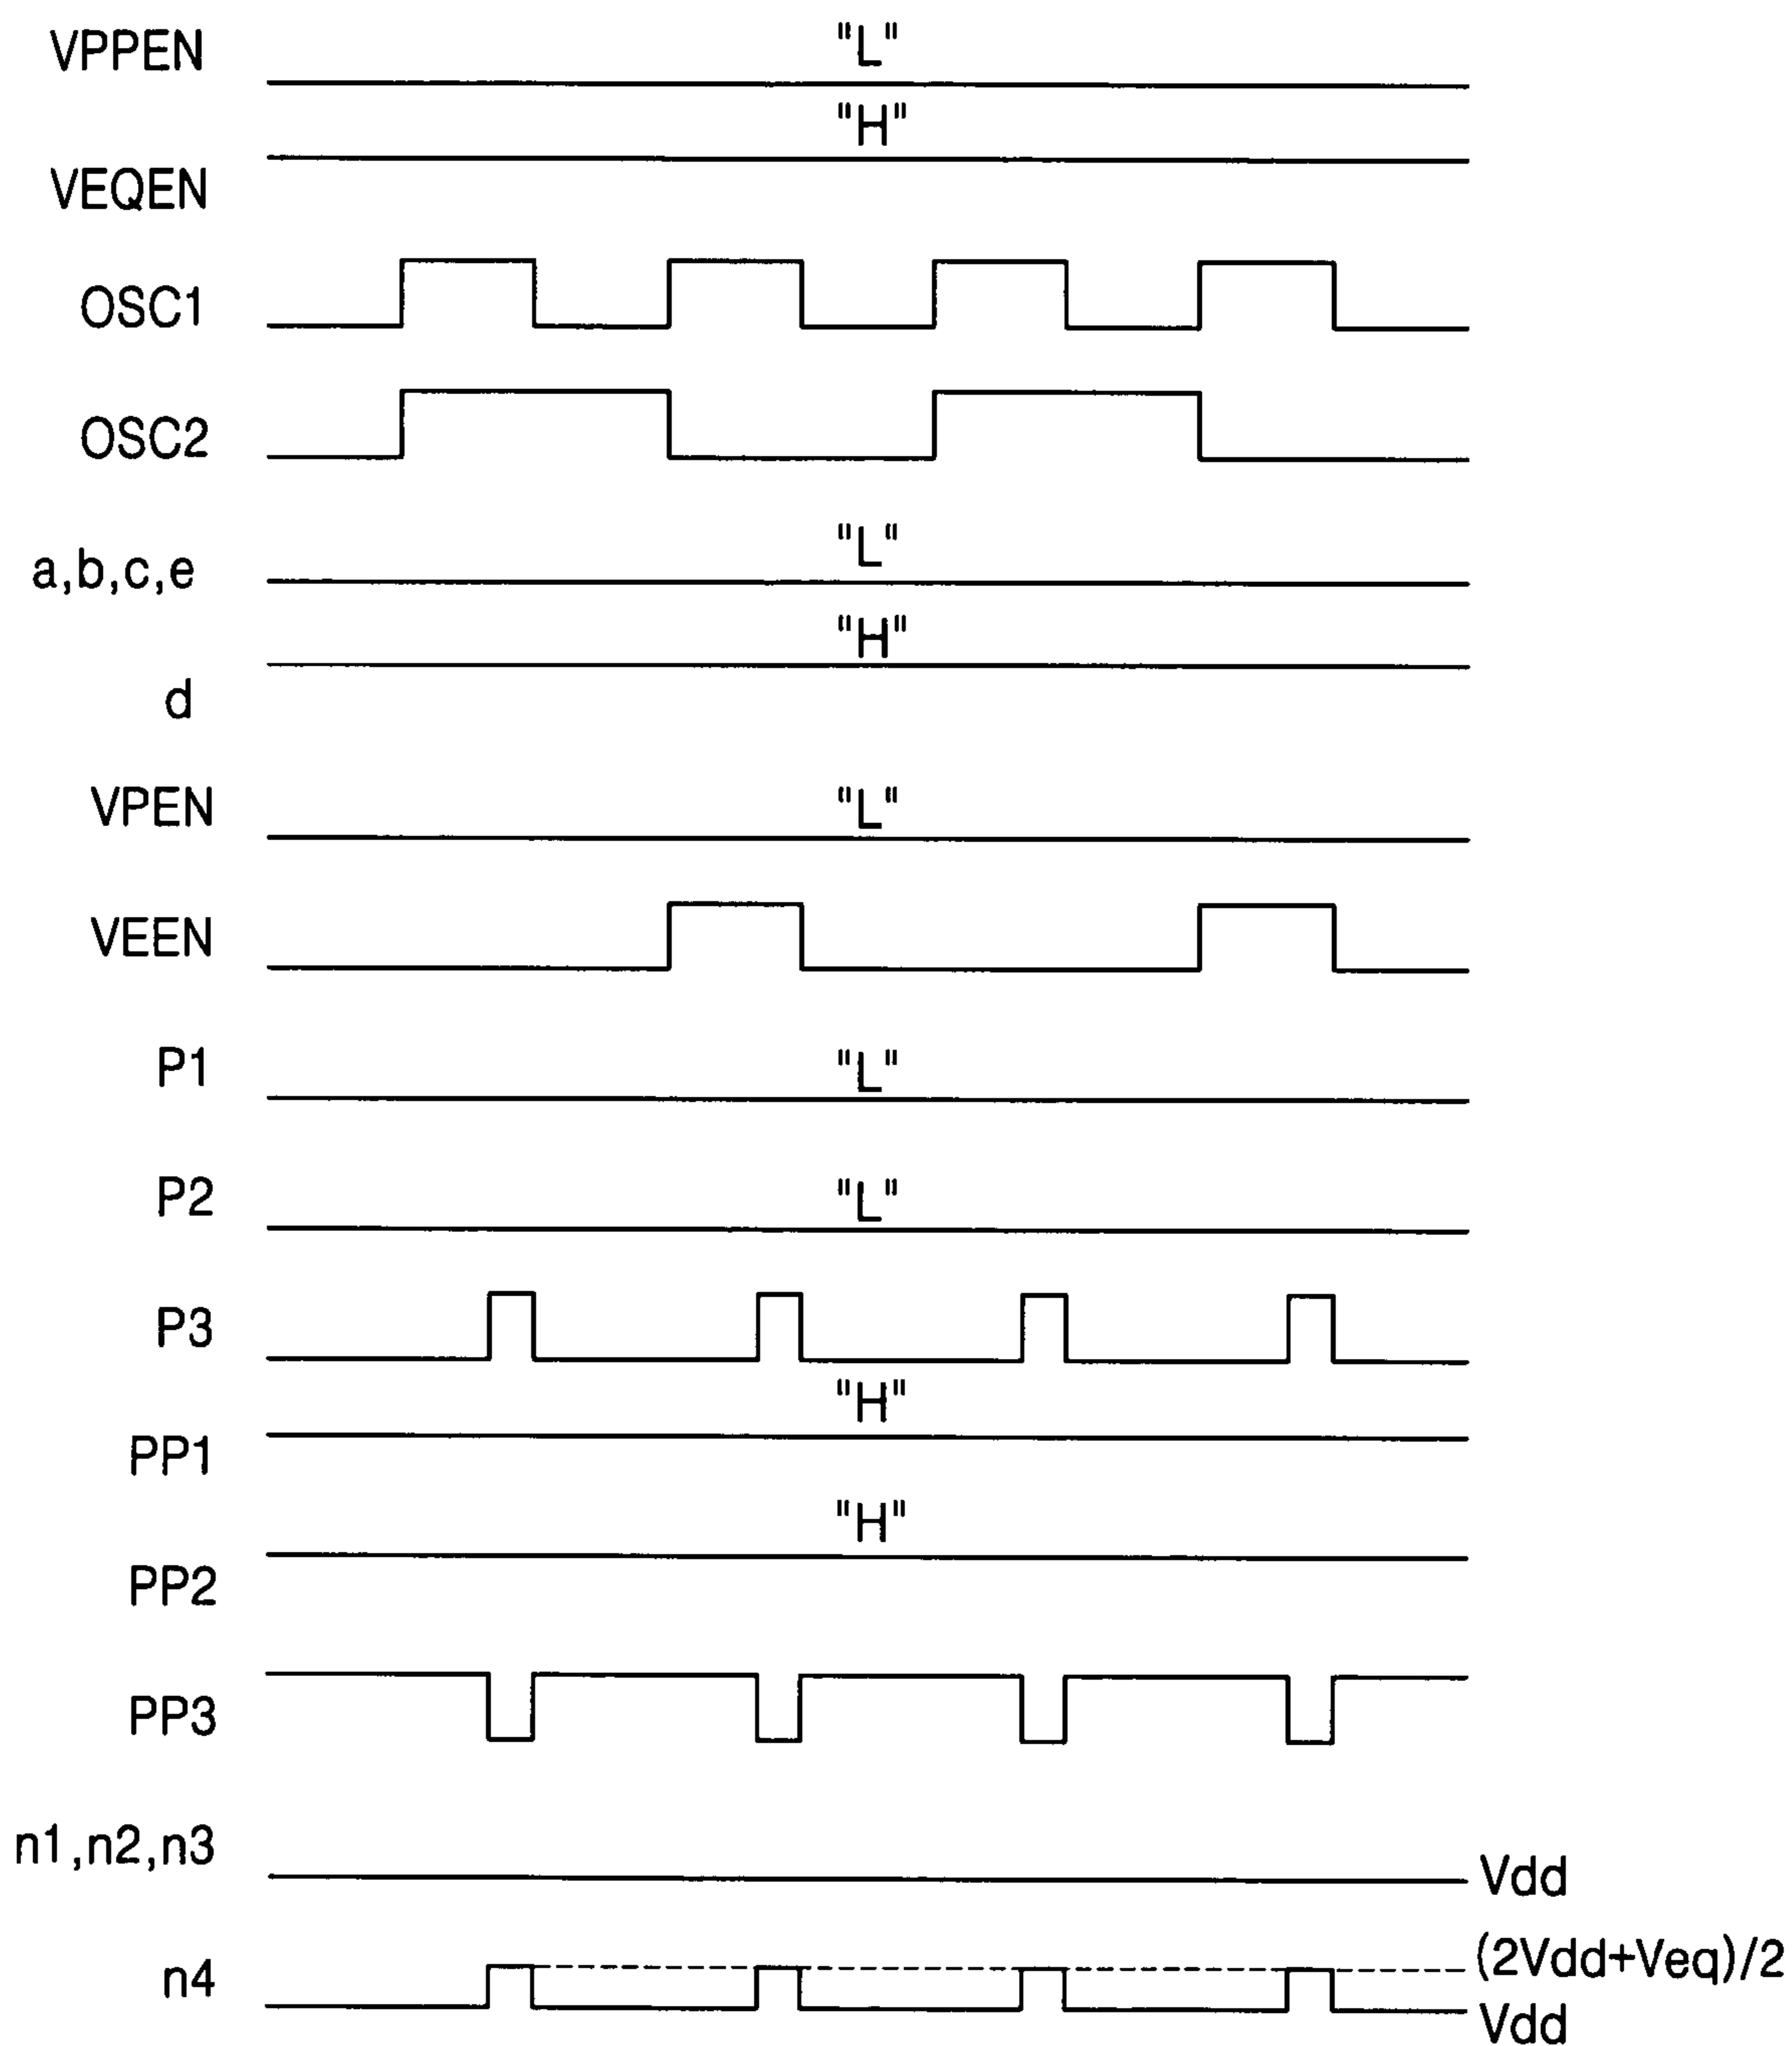 VPPEN "L"
"H"
VEQEN
OSC1
OSC2
a,b,c,e "L"
"H"
d
VPEN "L"
VEEN
P1 "L"
P2 "L"
P3
"H"
PP1
"H"
PP2
PP3
n1,n2,n3 Vdd
n4 (2Vdd+Veq)/2
Vdd